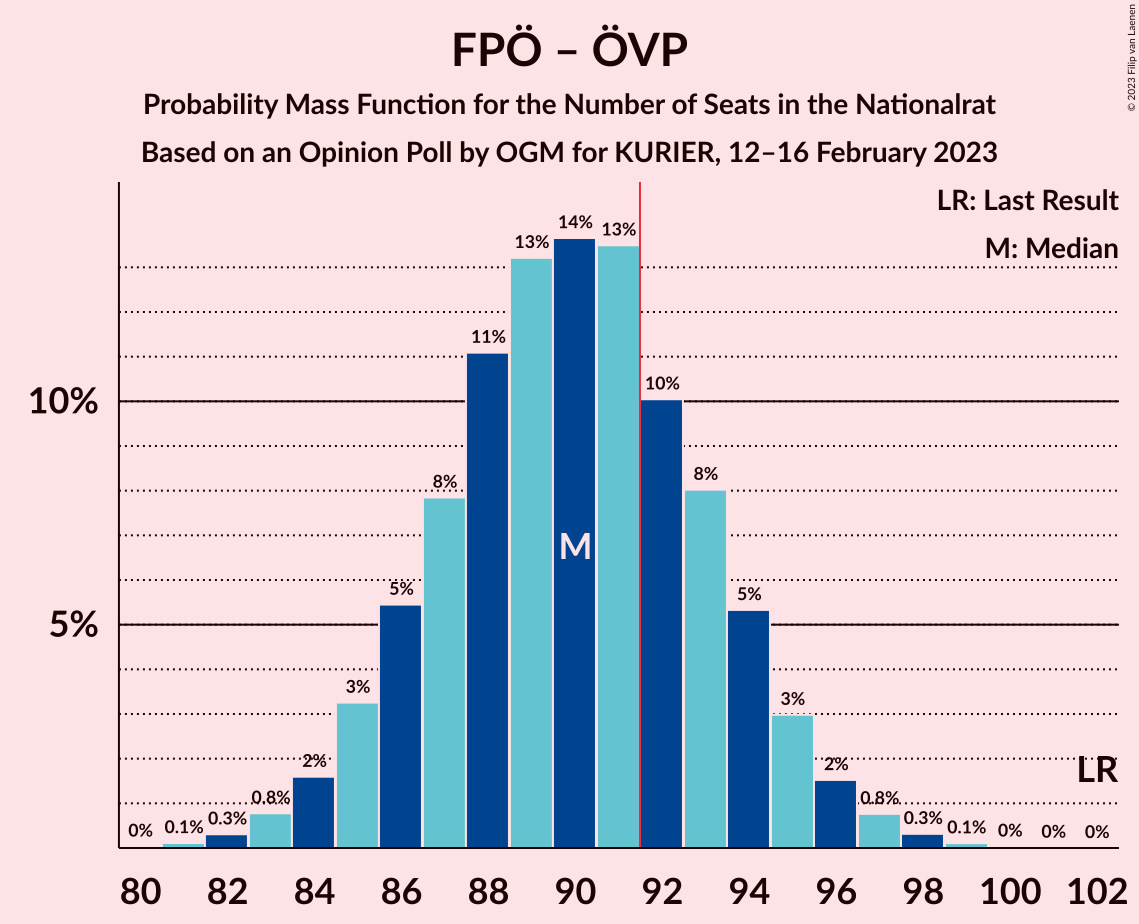 FPÖ – ÖVP
Probability Mass Function for the Number of Seats in the Nationalrat
Based on an Opinion Poll by OGM for KURIER, 12–16 February 2023
© 2023 Filip van Laenen
LR: Last Result
M: Median
10%
5%
0%
0.1%
0.3%
0.8%
2%
3%
5%
8%
11%
13%
14%
13%
10%
8%
5%
3%
2%
0.8%
0.3%
0.1%
0%
0%
0%
M
LR
80 82 84 86 88 90 92 94 96 98 100 102